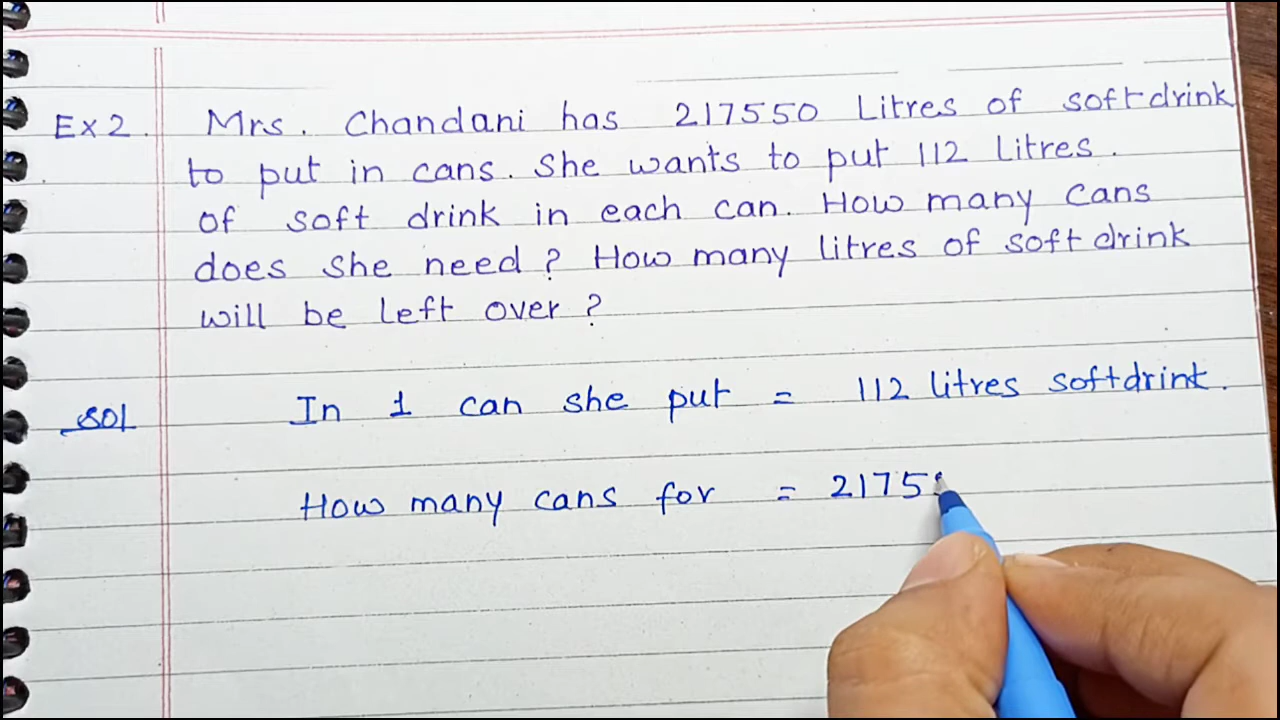 Ex 2. Mrs. Chandani has 217550 Litres of softdrink
to put in cans. She wants to put 112 litres.
of soft drink in each can. How many cans
does she need? How many litres of soft drink
will be left over?
Sol In 1 can she put = 112 litres softdrink.
How many cans for = 2175